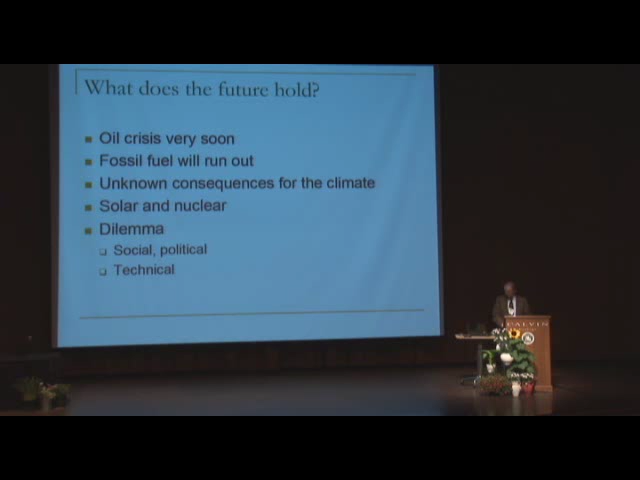 What does the future hold?
Oil crisis very soon
Fossil fuel will run out
Unknown consequences for the climate
Solar and nuclear
Dilemma
Social, political
Technical
CALVIN